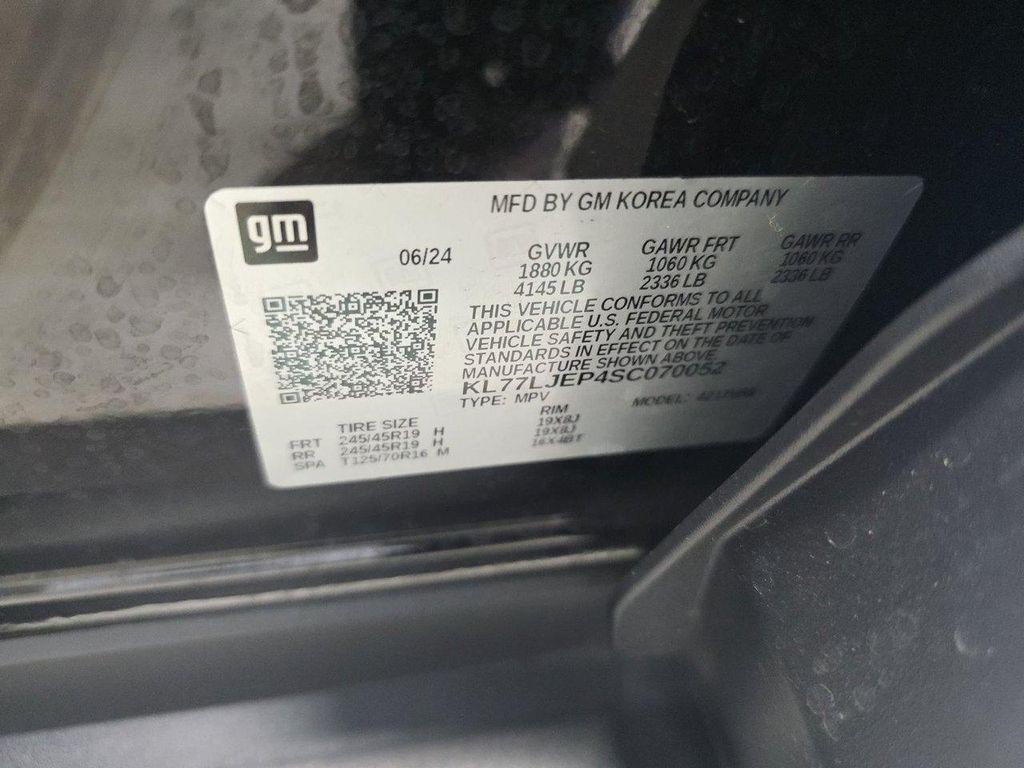 gm
MFD BY GM KOREA COMPANY
06/24
GVWR GAWR FRT GAWR RR
1880 KG 1060 KG 1060 KG
4145 LB 2336 LB 2336 LB
THIS VEHICLE CONFORMS TO ALL
APPLICABLE U.S. FEDERAL MOTOR
VEHICLE SAFETY AND THEFT PREVENTION
STANDARDS IN EFFECT ON THE DATE OF
MANUFACTURE SHOWN ABOVE.
KL77LJEP4SC070052
TYPE: MPV MODEL:
TIRE SIZE RIM
FRT 245/45R19 H 19X8J
RR 245/45R19 H 19X8J
SPA T125/70R16 M 16X4BT